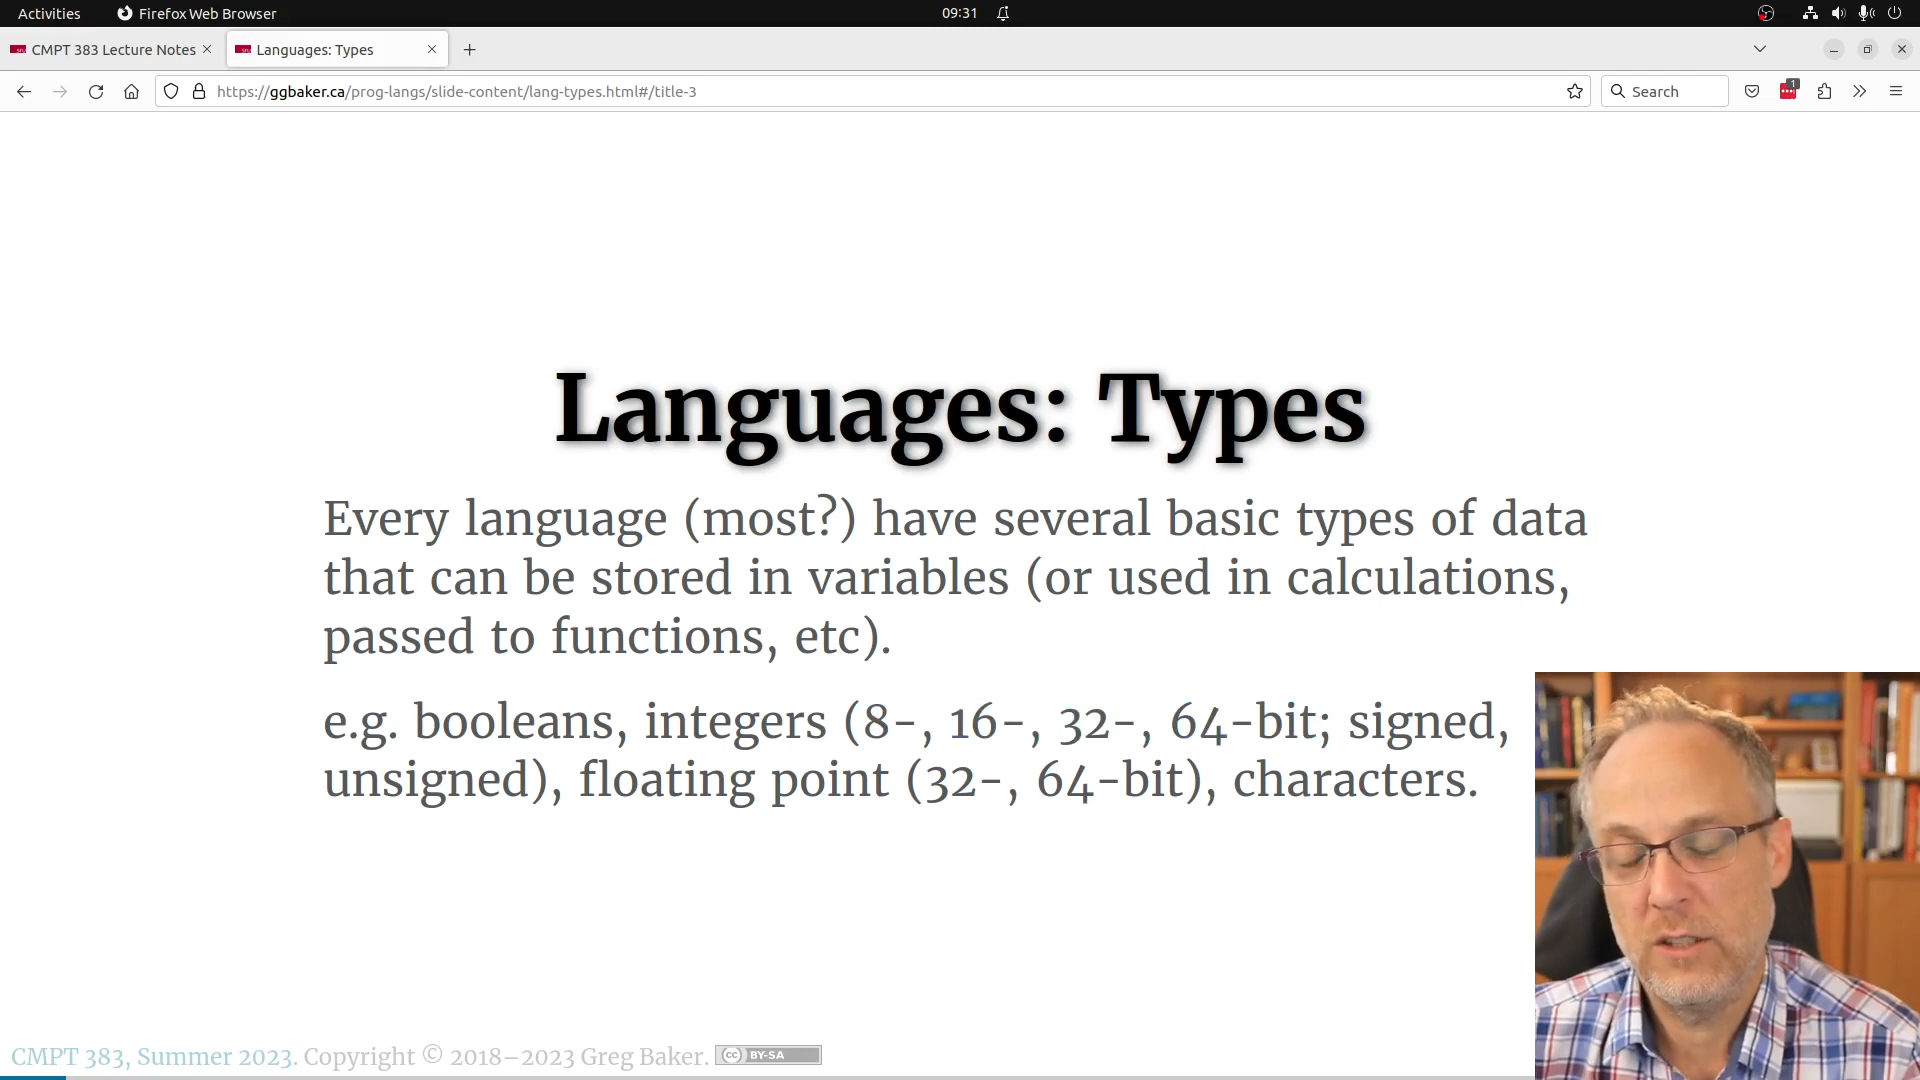 Activities
Firefox Web Browser
09:31
CMPT 383 Lecture Notes
Languages: Types
https://ggbaker.ca/prog-langs/slide-content/lang-types.html#/title-3
Search
1
Languages: Types
Every language (most?) have several basic types of data
that can be stored in variables (or used in calculations,
passed to functions, etc).
e.g. booleans, integers (8-, 16-, 32-, 64-bit; signed,
unsigned), floating point (32-, 64-bit), characters.
CMPT 383, Summer 2023. Copyright © 2018–2023 Greg Baker.
cc BY-SA